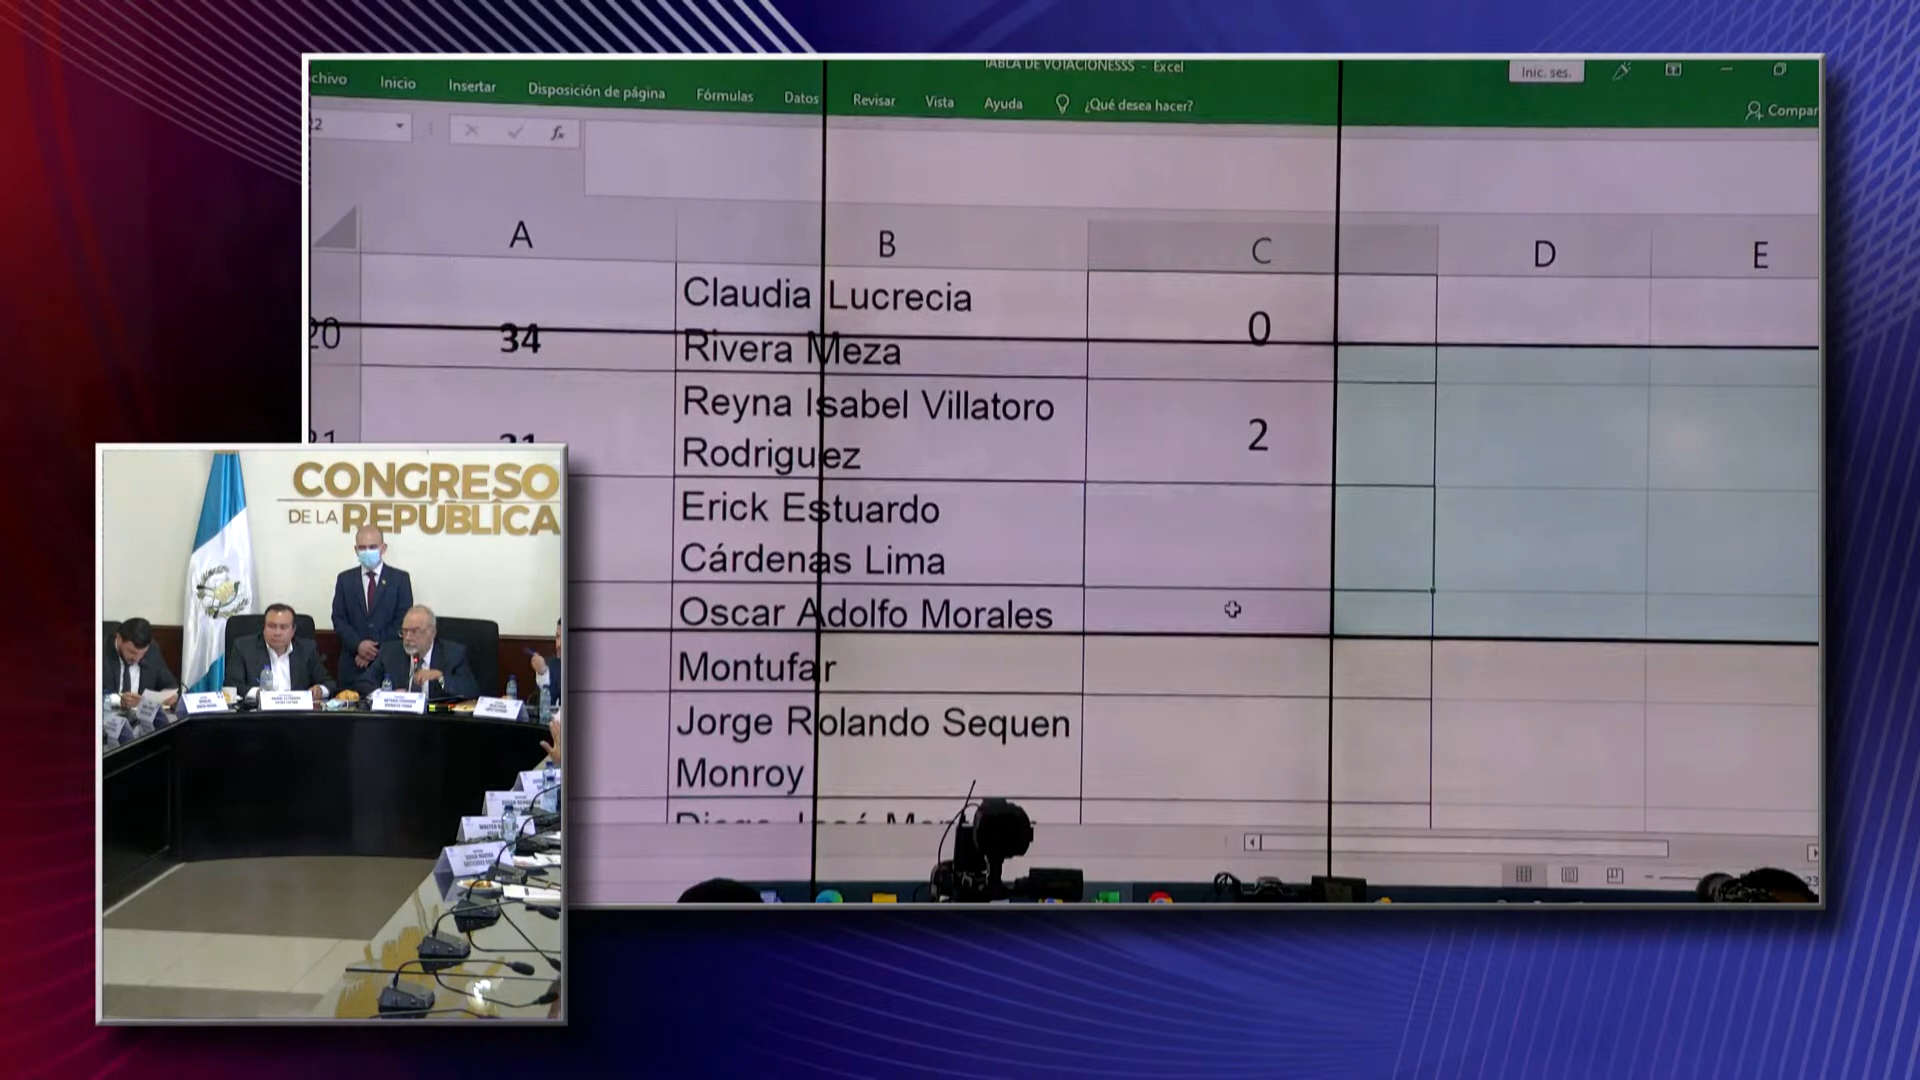 TABLA DE VOTACIONESSS - Excel
Inic. ses.
chivo Inicio Insertar Disposición de página Fórmulas Datos Revisar Vista Ayuda ¿Qué desea hacer? Compar
fx
A B C D E
20 34 Claudia Lucrecia 0
Rivera Meza
Reyna Isabel Villatoro 2
Rodriguez
Erick Estuardo
Cárdenas Lima
Oscar Adolfo Morales
Montufar
Jorge Rolando Sequen
Monroy
CONGRESO
DE LA REPÚBLICA